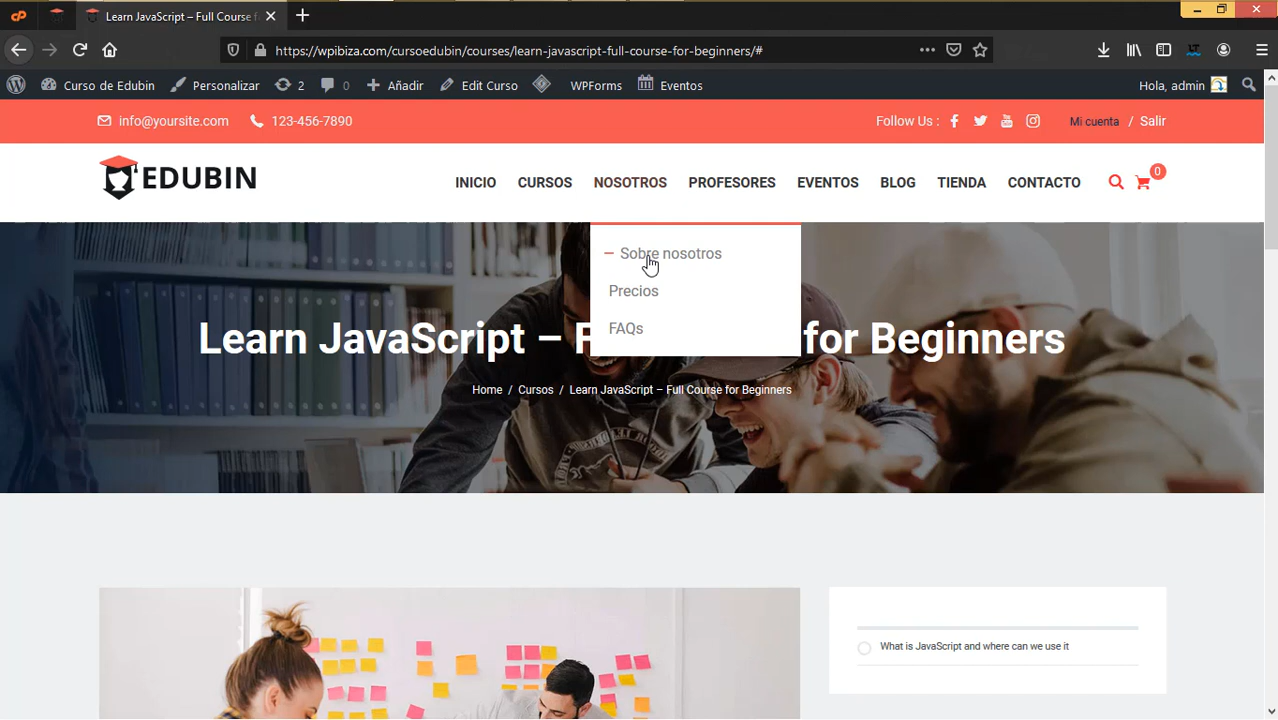 Learn JavaScript – Full Course f
https://wpibiza.com/cursoedubin/courses/learn-javascript-full-course-for-beginners/#
Curso de Edubin Personalizar 2 0 Añadir Edit Curso WPForms Eventos Hola, admin
info@yoursite.com 123-456-7890 Follow Us : Mi cuenta / Salir
EDUBIN INICIO CURSOS NOSOTROS PROFESORES EVENTOS BLOG TIENDA CONTACTO 0
Sobre nosotros
Precios
FAQs
Learn JavaScript – F for Beginners
Home / Cursos / Learn JavaScript – Full Course for Beginners
What is JavaScript and where can we use it